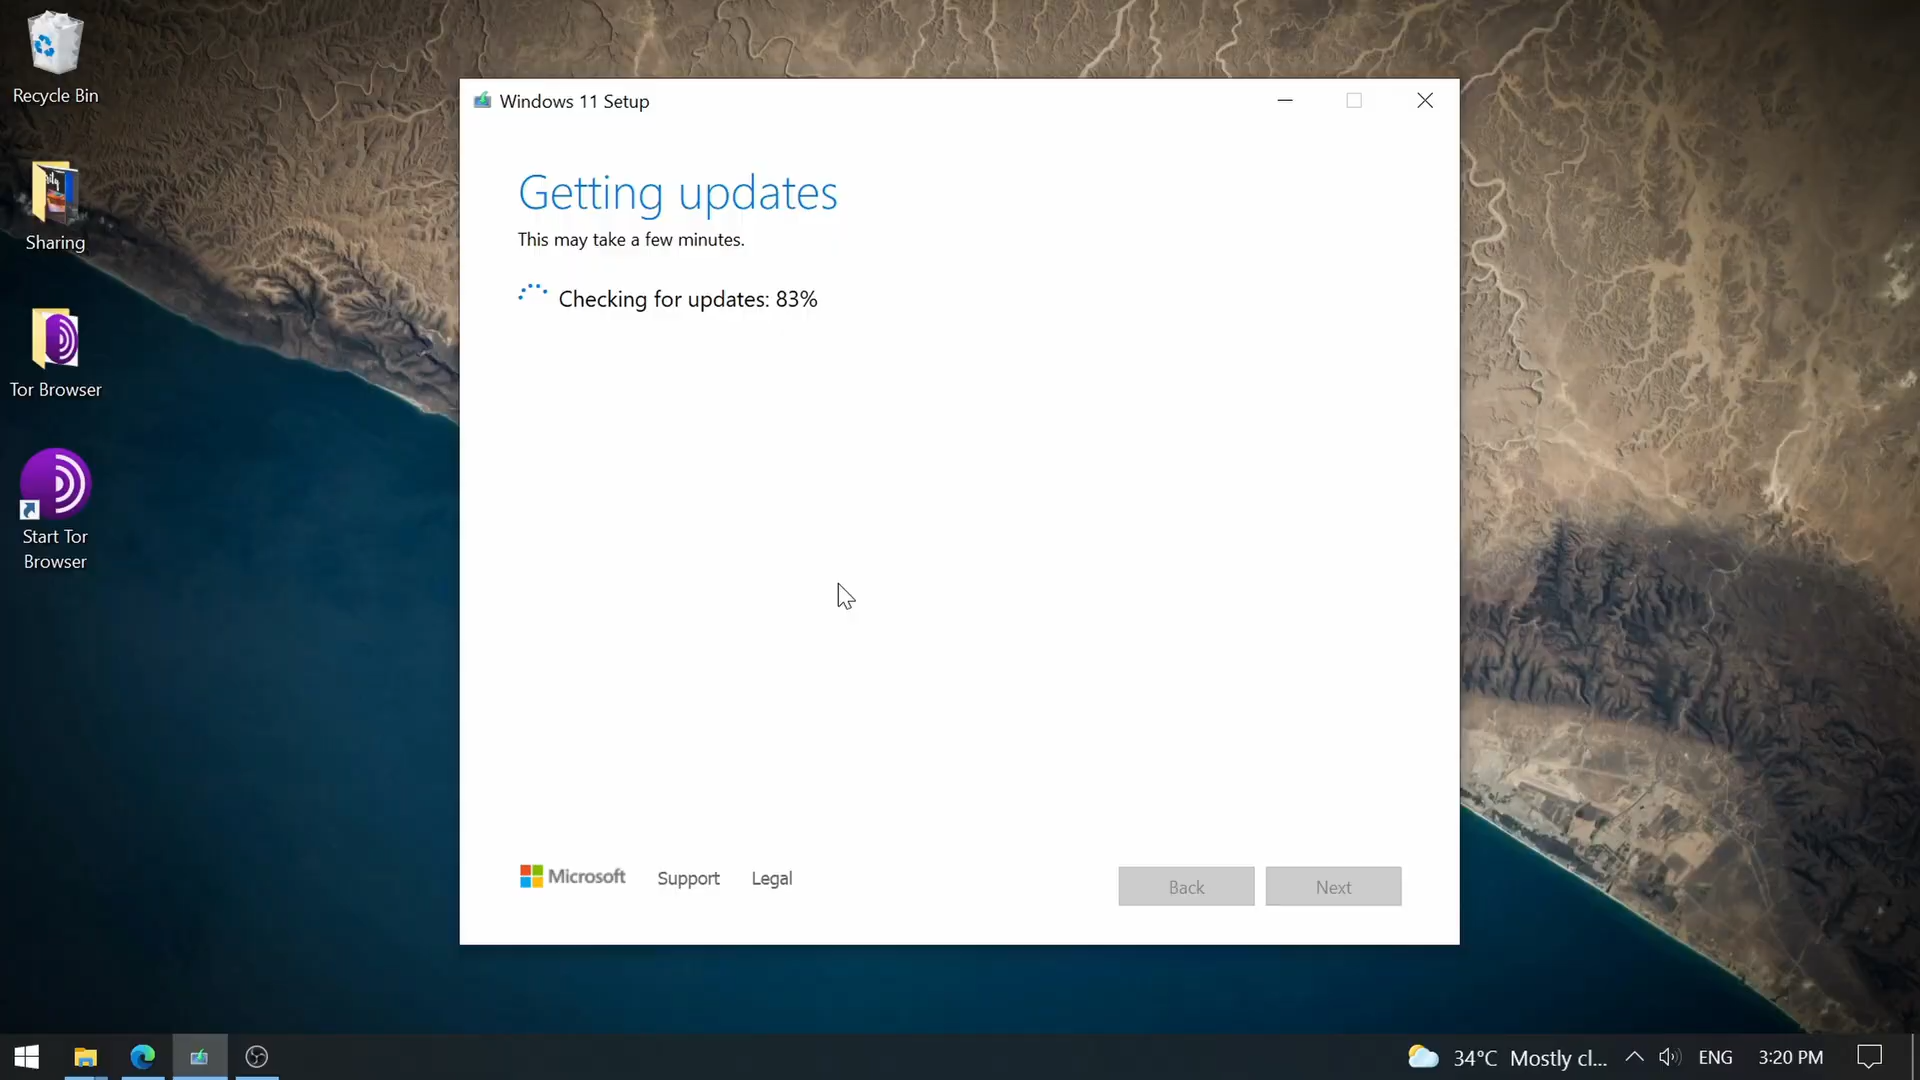 Recycle Bin
Sharing
Tor Browser
Start Tor
Browser
Windows 11 Setup
Getting updates
This may take a few minutes.
Checking for updates: 83%
Microsoft
Support
Legal
Back
Next
34°C Mostly cl...
ENG
3:20 PM